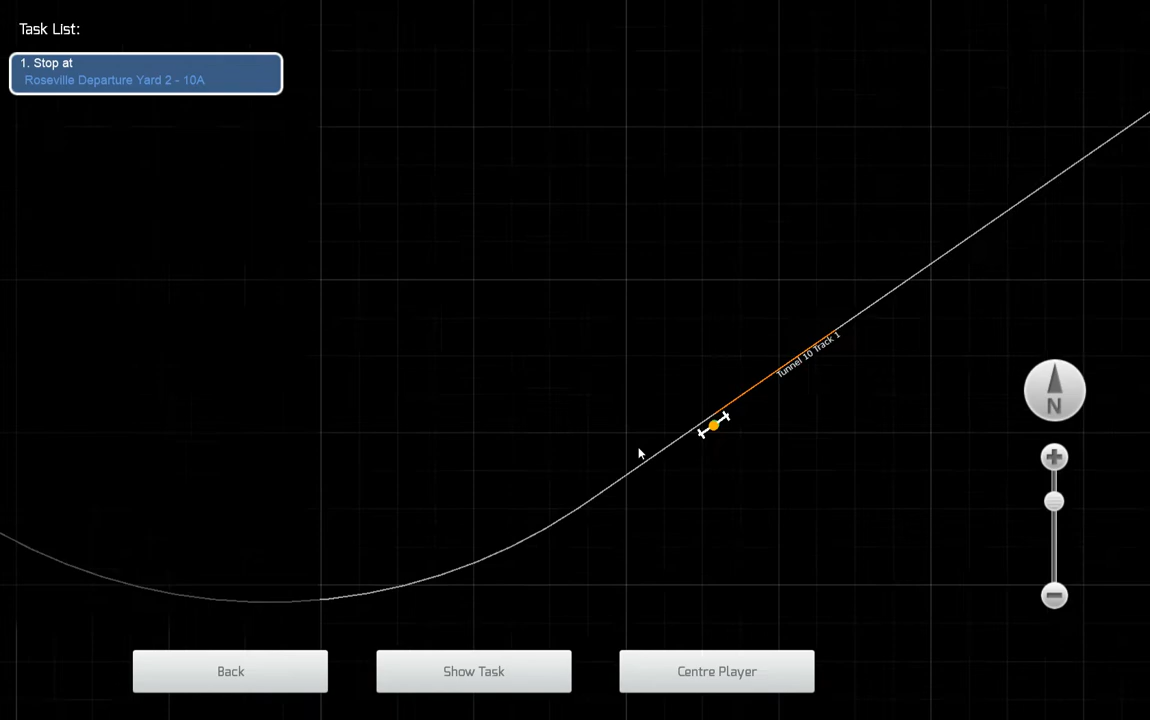 Task List:
1. Stop at
Roseville Departure Yard 2 - 10A
Tunnel 10 Track 1
N
Back
Show Task
Centre Player